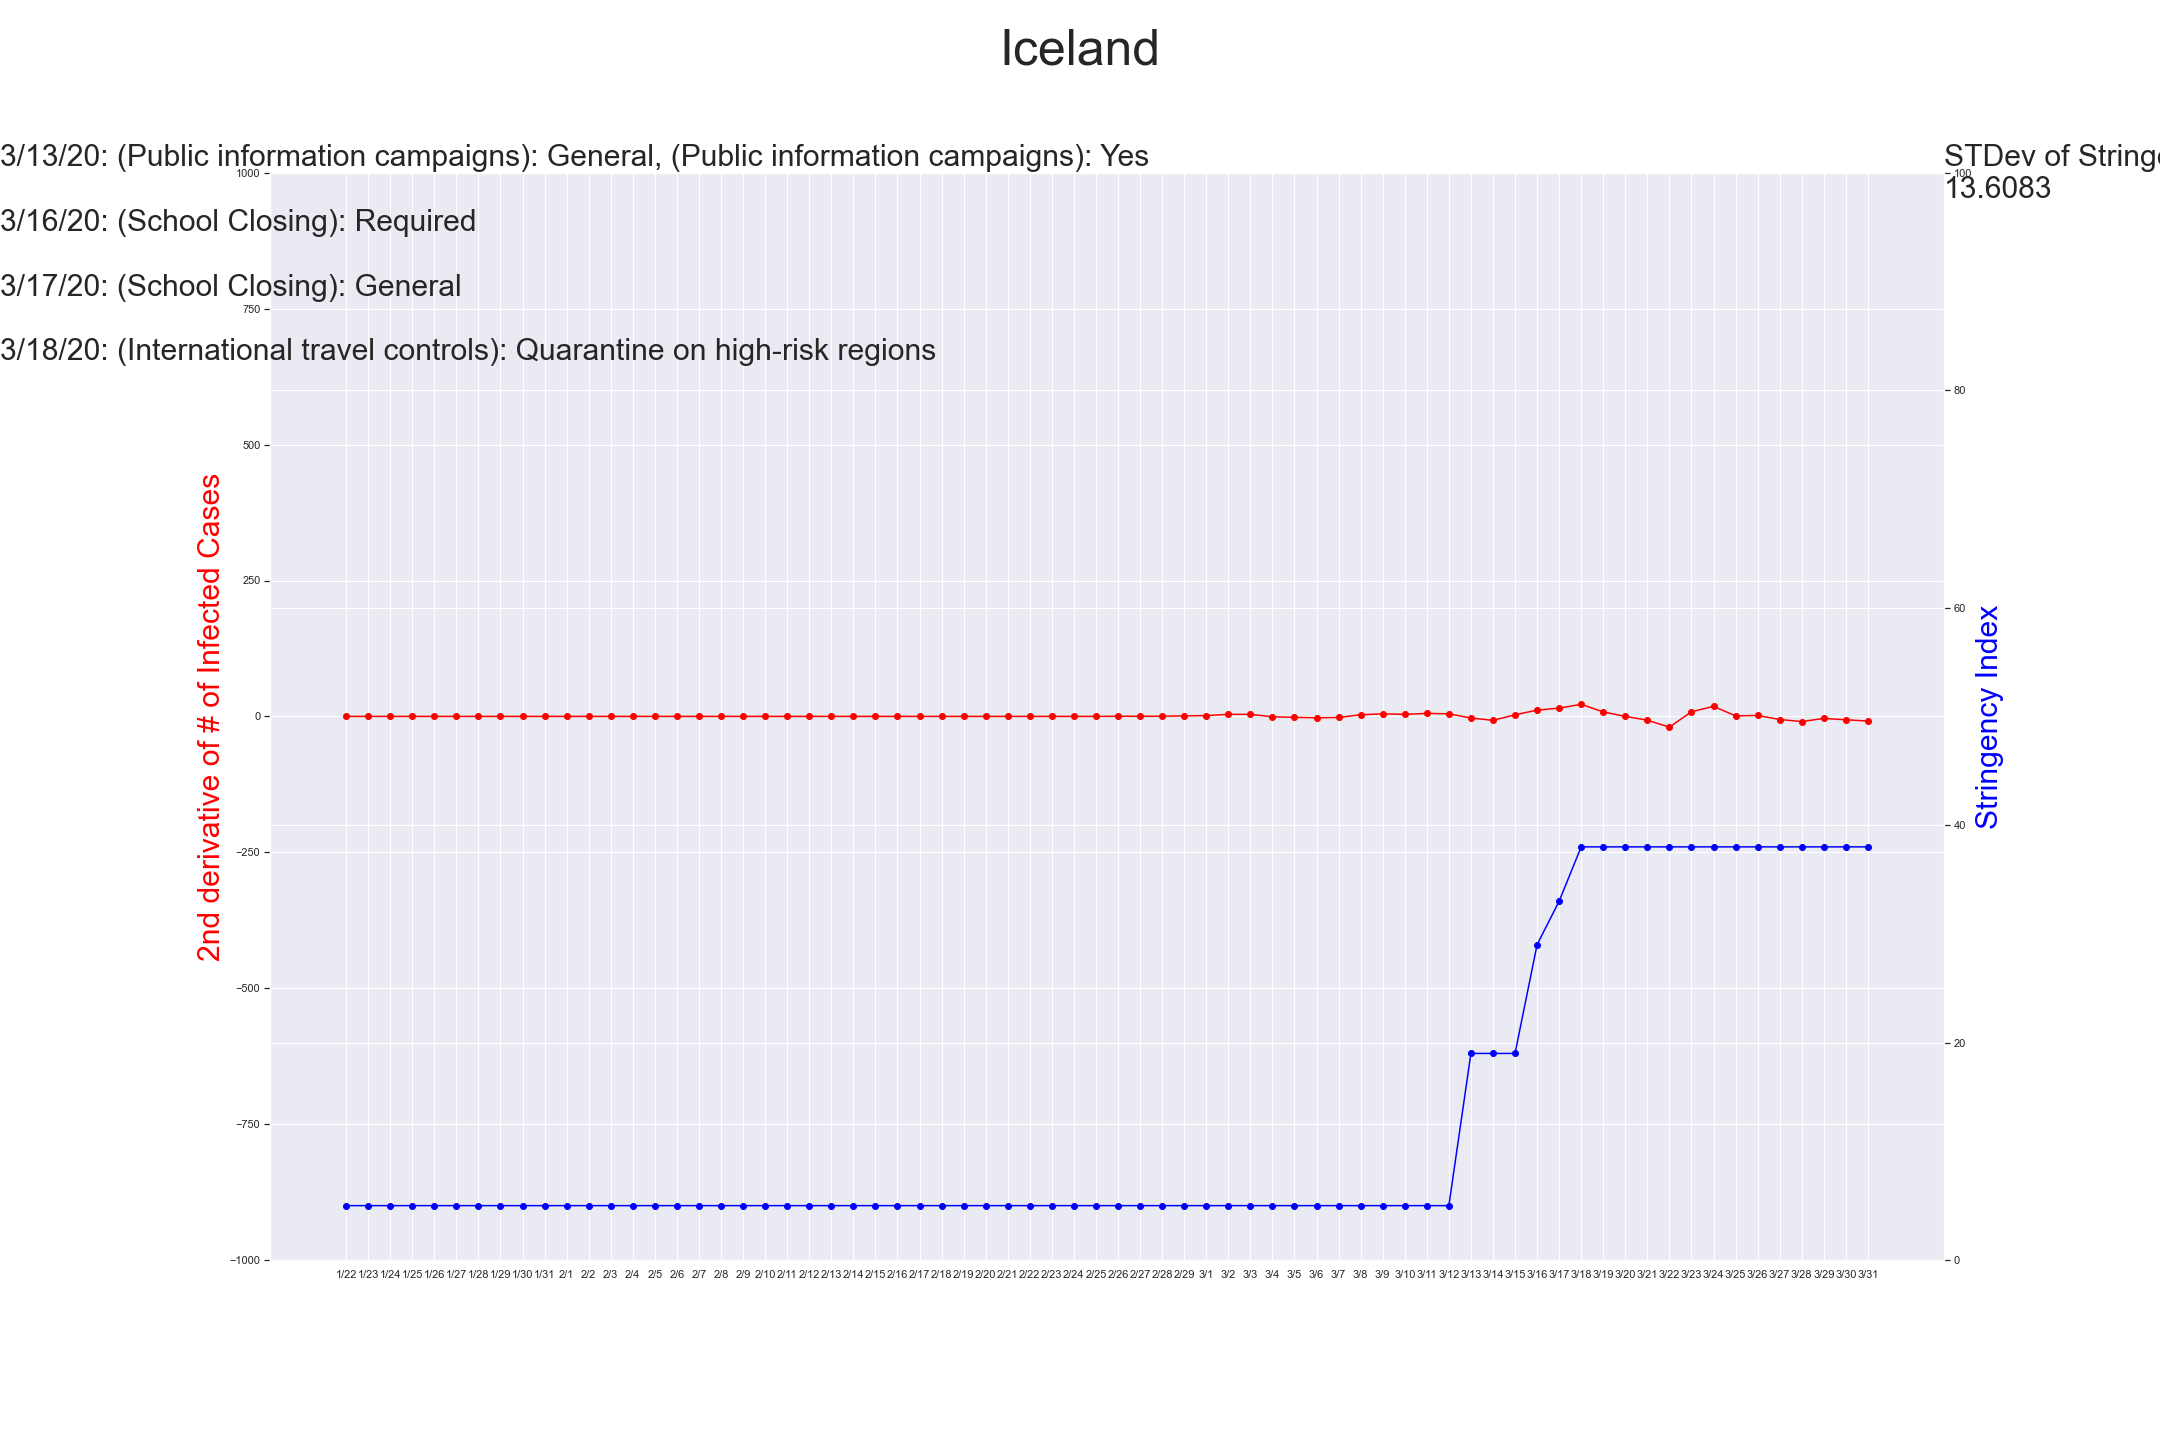 Iceland
3/13/20: (Public information campaigns): General, (Public information campaigns): Yes
STDev of
13.6083
3/16/20: (School Closing): Required
3/17/20: (School Closing): General
3/18/20: (International travel controls): Quarantine on high-risk regions
2nd derivative of # of Infected Cases
1000
750
500
250
0
−250
−500
−750
−1000
100
80
60
40
20
0
Stringency Index
1/22 1/23 1/24 1/25 1/26 1/27 1/28 1/29 1/30 1/31 2/1 2/2 2/3 2/4 2/5 2/6 2/7 2/8 2/9 2/10 2/11 2/12 2/13 2/14 2/15 2/16 2/17 2/18 2/19 2/20 2/21 2/22 2/23 2/24 2/25 2/26 2/27 2/28 2/29 3/1 3/2 3/3 3/4 3/5 3/6 3/7 3/8 3/9 3/10 3/11 3/12 3/13 3/14 3/15 3/16 3/17 3/18 3/19 3/20 3/21 3/22 3/23 3/24 3/25 3/26 3/27 3/28 3/29 3/30 3/31